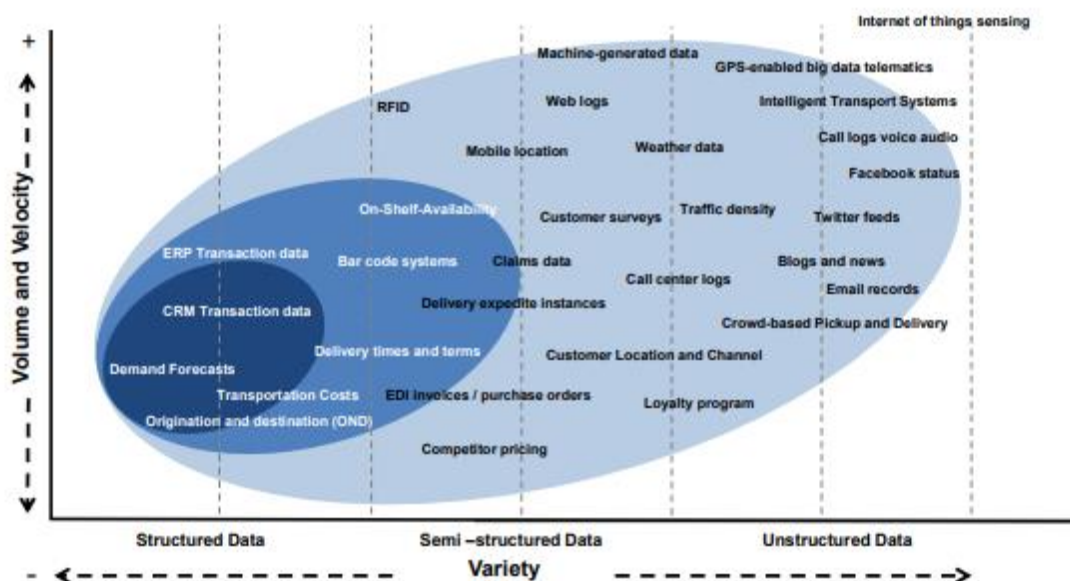 Internet of things sensing
+
Machine-generated data
GPS-enabled big data telematics
RFID
Web logs
Intelligent Transport Systems
Call logs voice audio
Mobile location
Weather data
Facebook status
On-Shelf-Availability
Customer surveys
Traffic density
Twitter feeds
ERP Transaction data
Bar code systems
Claims data
Blogs and news
Call center logs
Email records
CRM Transaction data
Delivery expedite instances
Crowd-based Pickup and Delivery
Delivery times and terms
Customer Location and Channel
Demand Forecasts
Transportation Costs
EDI invoices / purchase orders
Loyalty program
Origination and destination (OND)
Competitor pricing
Volume and Velocity
Structured Data
Semi –structured Data
Unstructured Data
-
Variety
+